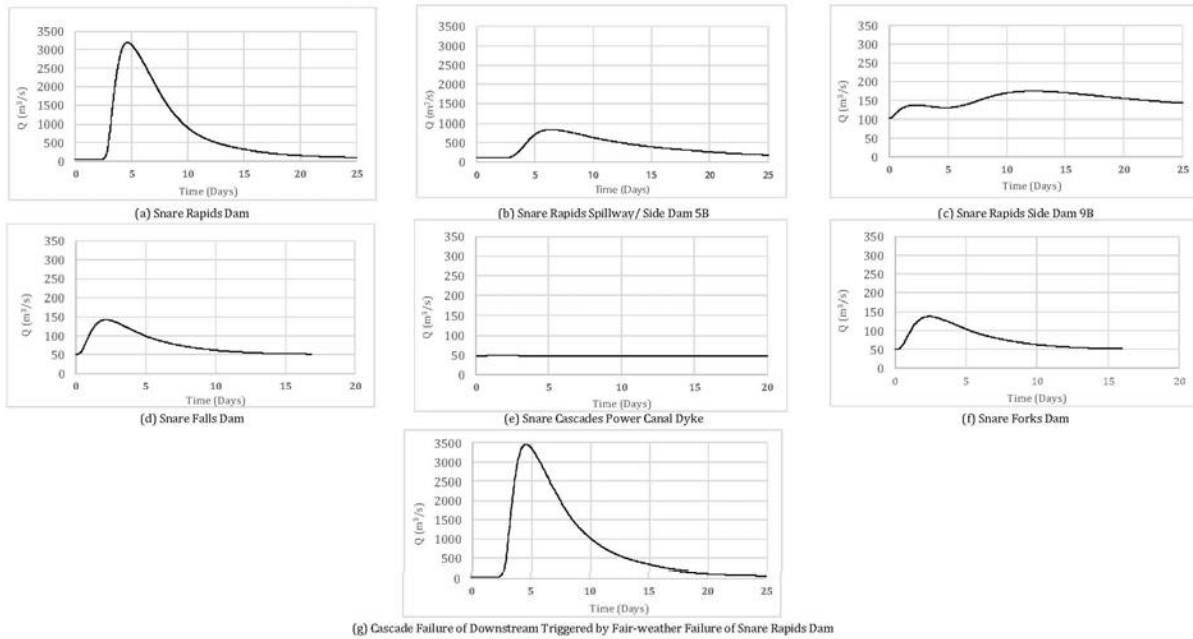 3500
3000
2500
2000
1500
1000
500
0
Q (m³/s)
0 5 10 15 20 25
Time (Days)
(a) Snare Rapids Dam
3500
3000
2500
2000
1500
1000
500
0
Q (m³/s)
0 5 10 15 20 25
Time (Days)
(b) Snare Rapids Spillway/ Side Dam 5B
350
300
250
200
150
100
50
0
Q (m³/s)
0 5 10 15 20 25
Time (Days)
(c) Snare Rapids Side Dam 9B
350
300
250
200
150
100
50
0
Q (m³/s)
0 5 10 15 20
Time (Days)
(d) Snare Falls Dam
350
300
250
200
150
100
50
0
Q (m³/s)
0 5 10 15 20
Time (Days)
(e) Snare Cascades Power Canal Dyke
350
300
250
200
150
100
50
0
Q (m³/s)
0 5 10 15 20
Time (Days)
(f) Snare Forks Dam
3500
3000
2500
2000
1500
1000
500
0
Q (m³/s)
0 5 10 15 20 25
Time (Days)
(g) Cascade Failure of Downstream Triggered by Fair-weather Failure of Snare Rapids Dam